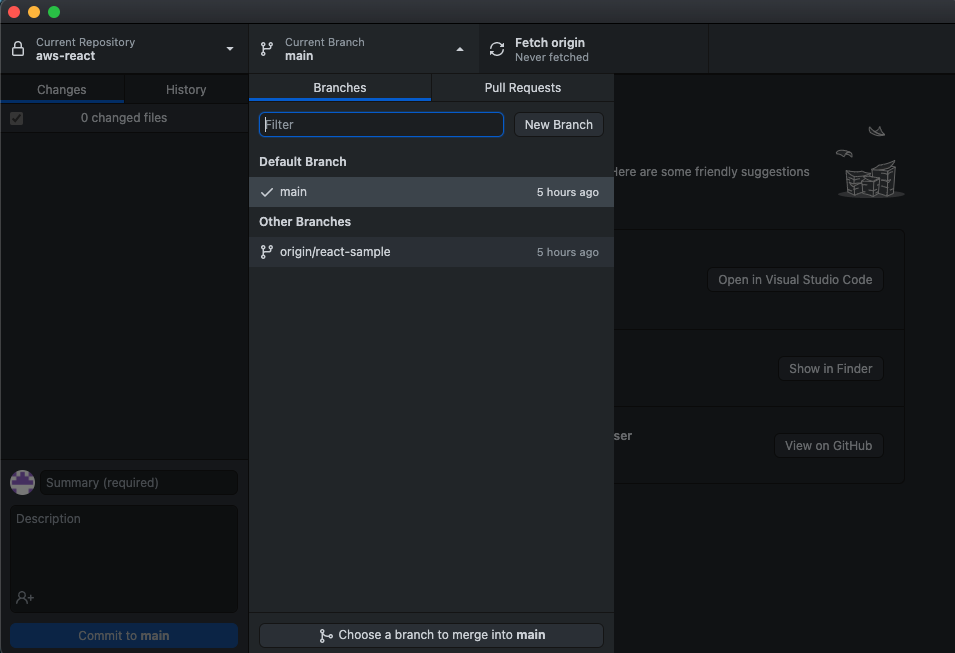 Current Repository
aws-react
Current Branch
main
Fetch origin
Never fetched
Changes
History
Branches
Pull Requests
0 changed files
Filter
New Branch
Default Branch
main
5 hours ago
Other Branches
origin/react-sample
5 hours ago
Here are some friendly suggestions
Open in Visual Studio Code
Show in Finder
ser
View on GitHub
Summary (required)
Description
Commit to main
Choose a branch to merge into main